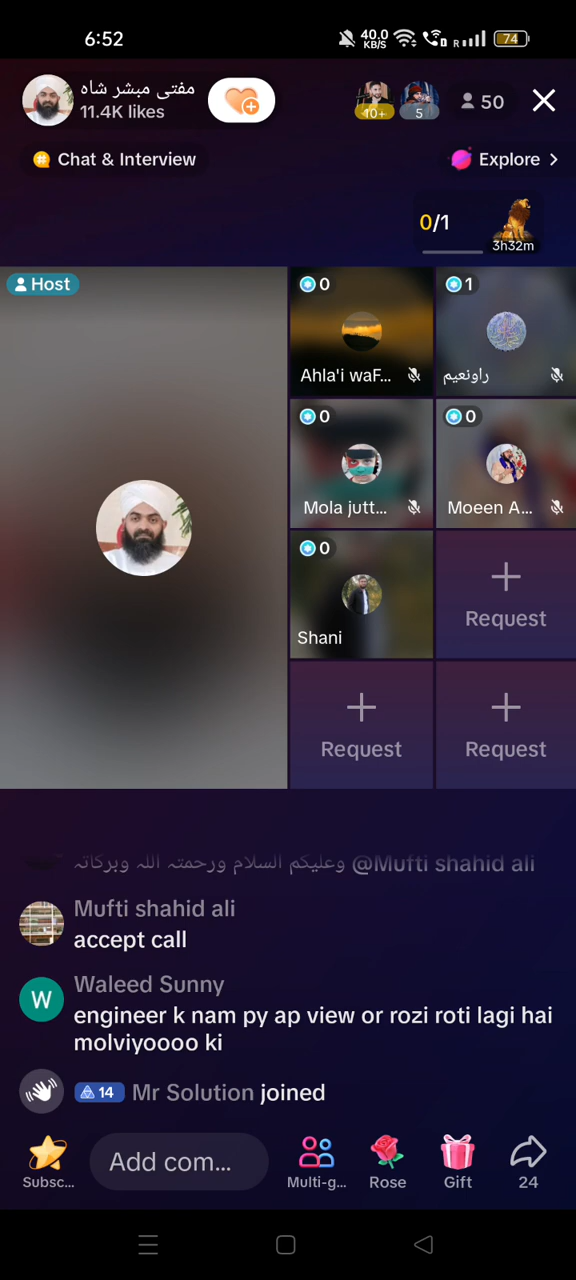 6:52
40.0
KB/S
R
74
مفتی مبشر شاہ
11.4K likes
10+
5
50
Chat & Interview
Explore
0/1
3h32m
Host
0
Ahla'i waF...
1
راونعیم
0
Mola jutt...
0
Moeen A...
0
Shani
Request
Request
Request
وعلیکم السلام ورحمتہ اللہ وبرکاتہ @Mufti shahid ali
Mufti shahid ali
accept call
W
Waleed Sunny
engineer k nam py ap view or rozi roti lagi hai
molviyoooo ki
14 Mr Solution joined
Subsc...
Add com...
Multi-g...
Rose
Gift
24